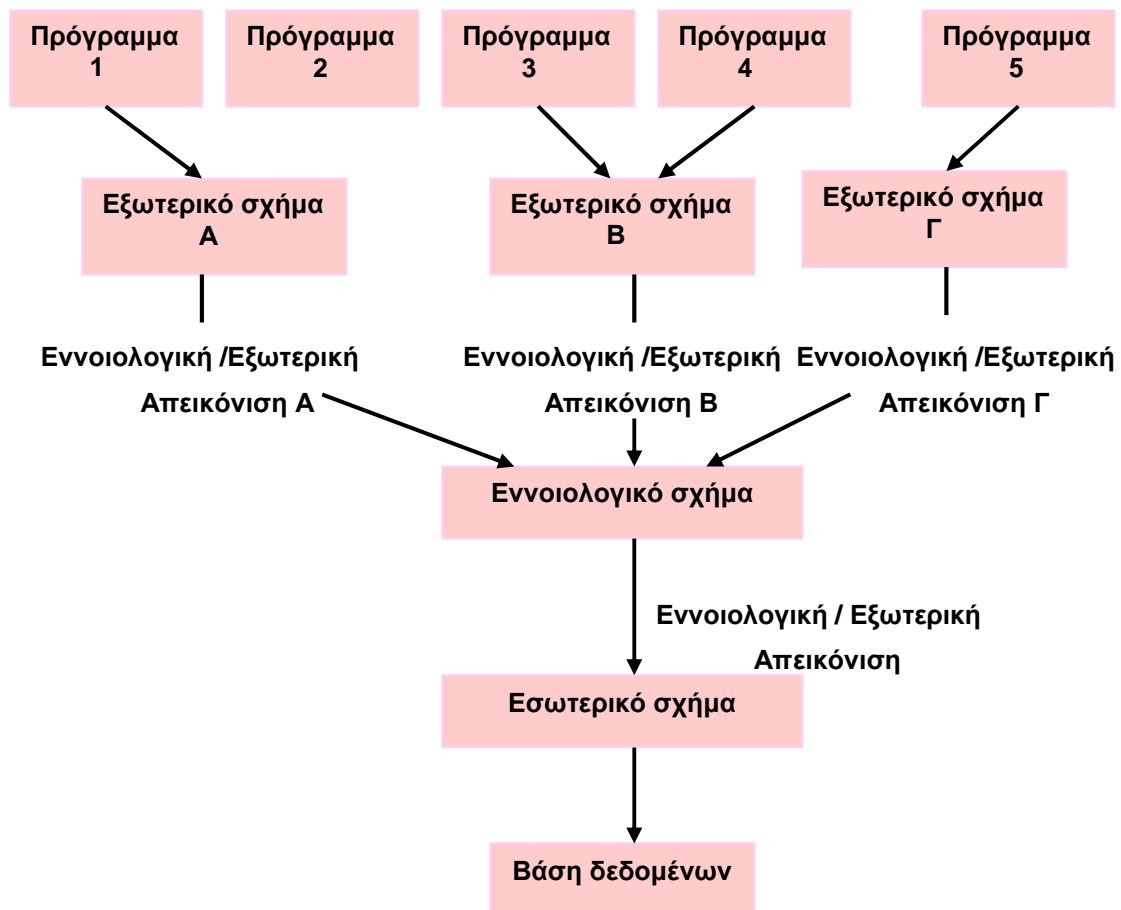 Πρόγραμμα
1
Πρόγραμμα
2
Πρόγραμμα
3
Πρόγραμμα
4
Πρόγραμμα
5
Εξωτερικό σχήμα
Α
Εξωτερικό σχήμα
Β
Εξωτερικό σχήμα
Γ
Εννοιολογική /Εξωτερική
Απεικόνιση Α
Εννοιολογική /Εξωτερική
Απεικόνιση Β
Εννοιολογική /Εξωτερική
Απεικόνιση Γ
Εννοιολογικό σχήμα
Εννοιολογική / Εξωτερική
Απεικόνιση
Εσωτερικό σχήμα
Βάση δεδομένων